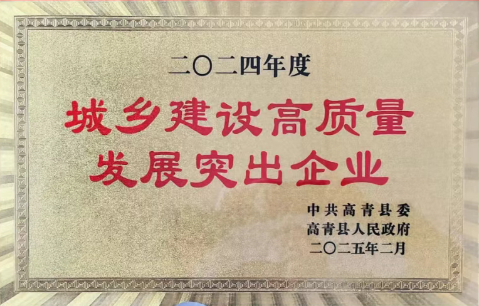 二〇二四年度
城乡建设高质量
发展突出企业
中共高青县委
高青县人民政府
二〇二五年二月